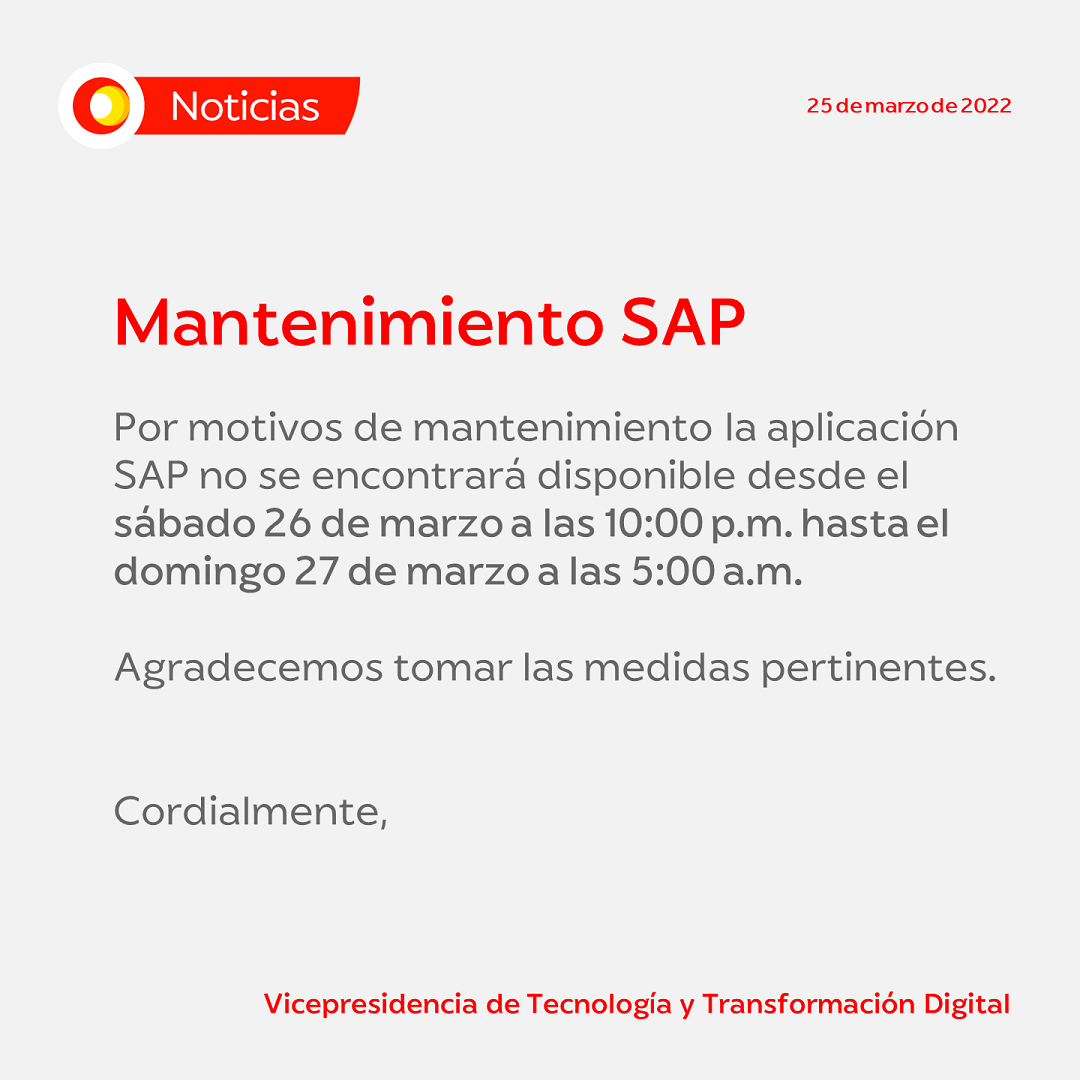 Noticias
25 de marzo de 2022
Mantenimiento SAP
Por motivos de mantenimiento la aplicación
SAP no se encontrará disponible desde el
sábado 26 de marzo a las 10:00 p.m. hasta el
domingo 27 de marzo a las 5:00 a.m.
Agradecemos tomar las medidas pertinentes.
Cordialmente,
Vicepresidencia de Tecnología y Transformación Digital